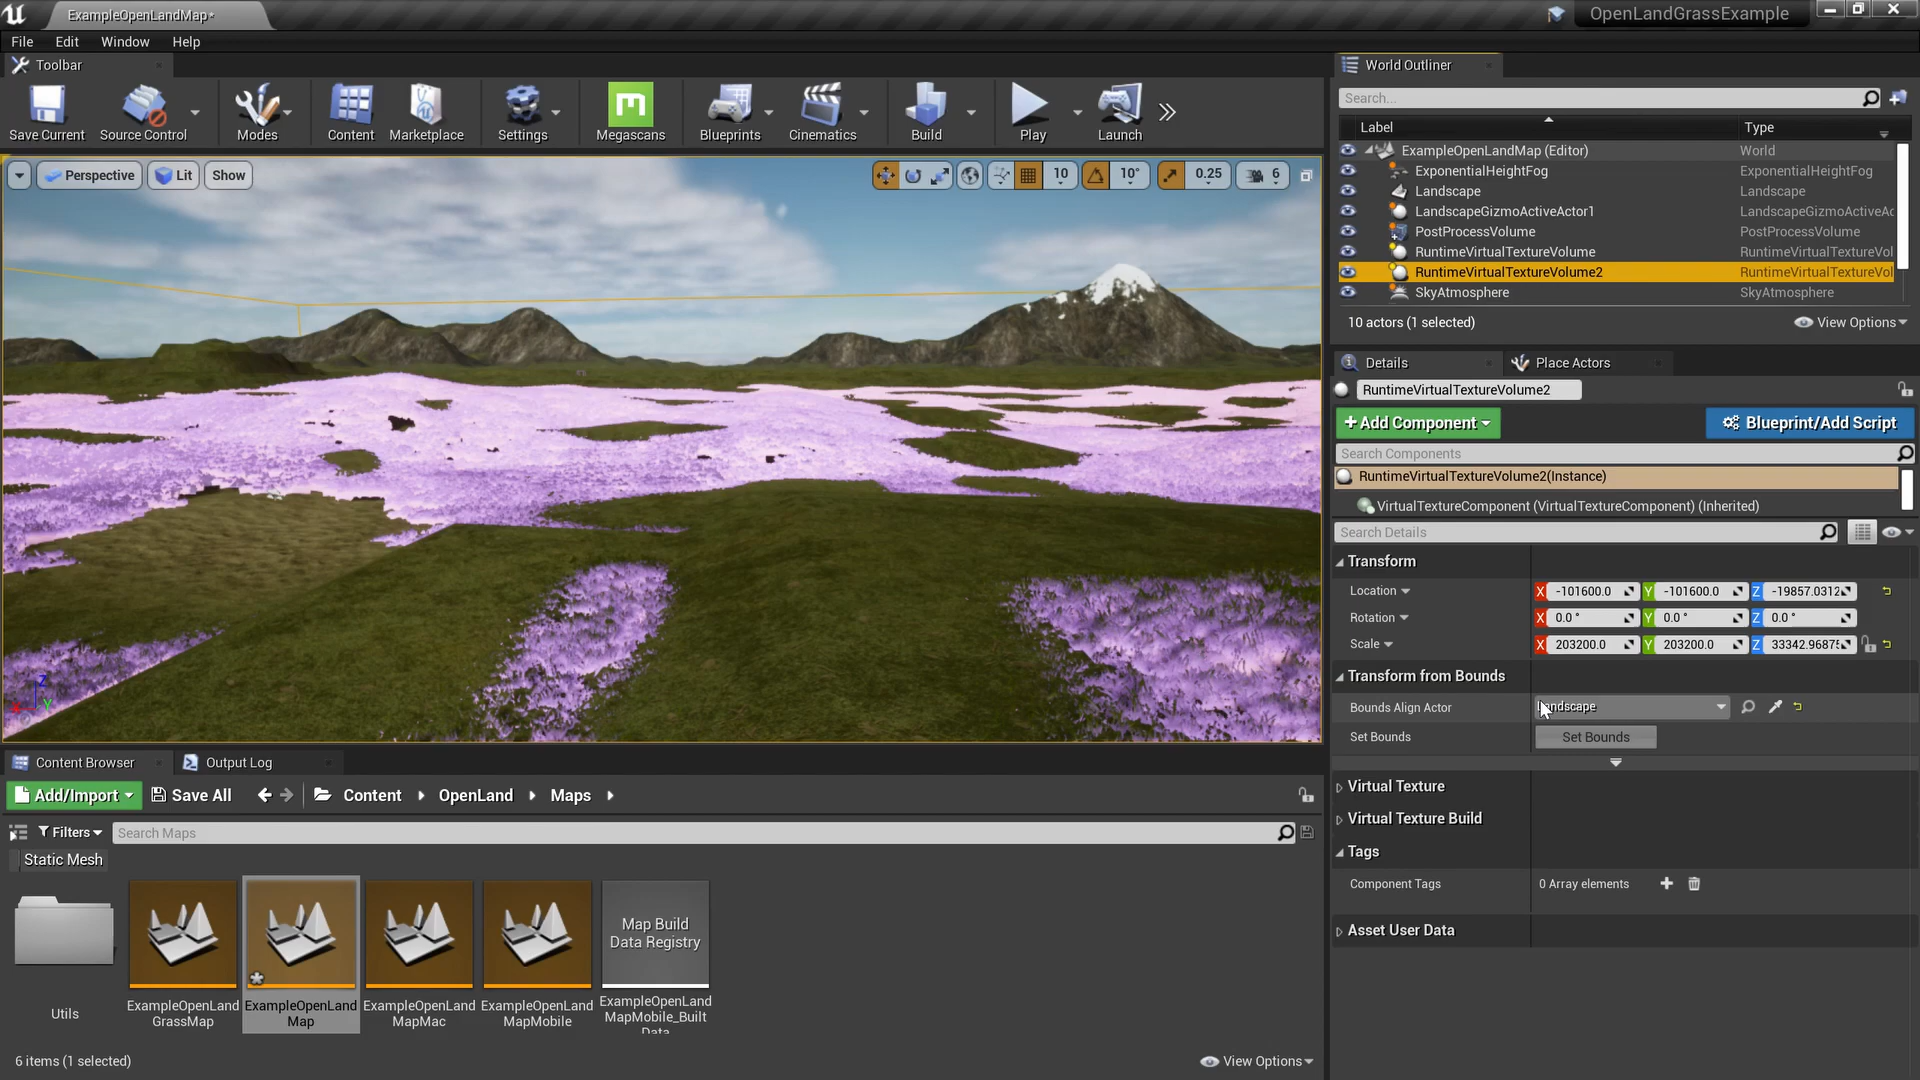 ExampleOpenLandMap*
OpenLandGrassExample
File Edit Window Help
Toolbar
Save Current
Source Control
Modes
Content
Marketplace
Settings
Megascans
Blueprints
Cinematics
Build
Play
Launch
Perspective
Lit
Show
10
10°
0.25
6
World Outliner
Search...
Label Type
ExampleOpenLandMap (Editor) World
ExponentialHeightFog ExponentialHeightFog
Landscape Landscape
LandscapeGizmoActiveActor1 LandscapeGizmoActiveAc
PostProcessVolume PostProcessVolume
RuntimeVirtualTextureVolume RuntimeVirtualTextureVol
RuntimeVirtualTextureVolume2 RuntimeVirtualTextureVol
SkyAtmosphere SkyAtmosphere
10 actors (1 selected)
View Options
Details
Place Actors
RuntimeVirtualTextureVolume2
+Add Component
Blueprint/Add Script
Search Components
RuntimeVirtualTextureVolume2(Instance)
VirtualTextureComponent (VirtualTextureComponent) (Inherited)
Search Details
Transform
Location X -101600.0 Y -101600.0 Z -19857.0312
Rotation X 0.0 ° Y 0.0 ° Z 0.0 °
Scale X 203200.0 Y 203200.0 Z 33342.96875
Transform from Bounds
Bounds Align Actor Landscape
Set Bounds Set Bounds
Virtual Texture
Virtual Texture Build
Tags
Component Tags 0 Array elements
Asset User Data
X
Y
Z
Content Browser
Output Log
Add/Import
Save All
Content
OpenLand
Maps
Filters
Search Maps
Static Mesh
Utils
ExampleOpenLand
GrassMap
ExampleOpenLand
Map
ExampleOpenLand
MapMac
ExampleOpenLand
MapMobile
Map Build
Data Registry
ExampleOpenLand
MapMobile_Built
Data
6 items (1 selected)
View Options